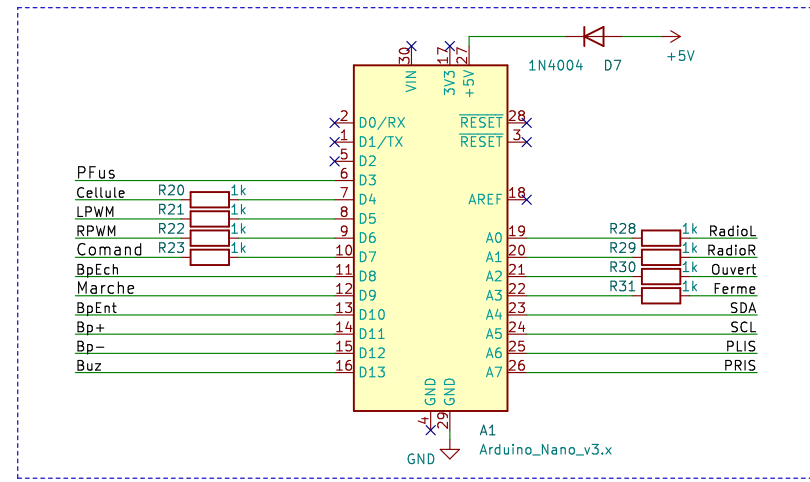 +5V
1N4004 D7
30 17 27
VIN 3V3 +5V
2 D0/RX RESET 28
1 D1/TX RESET 3
5 D2
PFus 6 D3
Cellule R20 1k 7 D4 AREF 18
LPWM R21 1k 8 D5
RPWM R22 1k 9 D6 A0 19 R28 1k RadioL
Comand R23 1k 10 D7 A1 20 R29 1k RadioR
BpEch 11 D8 A2 21 R30 1k Ouvert
Marche 12 D9 A3 22 R31 1k Ferme
BpEnt 13 D10 A4 23 SDA
Bp+ 14 D11 A5 24 SCL
Bp- 15 D12 A6 25 PLIS
Buz 16 D13 A7 26 PRIS
GND GND
4 29
A1
Arduino_Nano_v3.x
GND